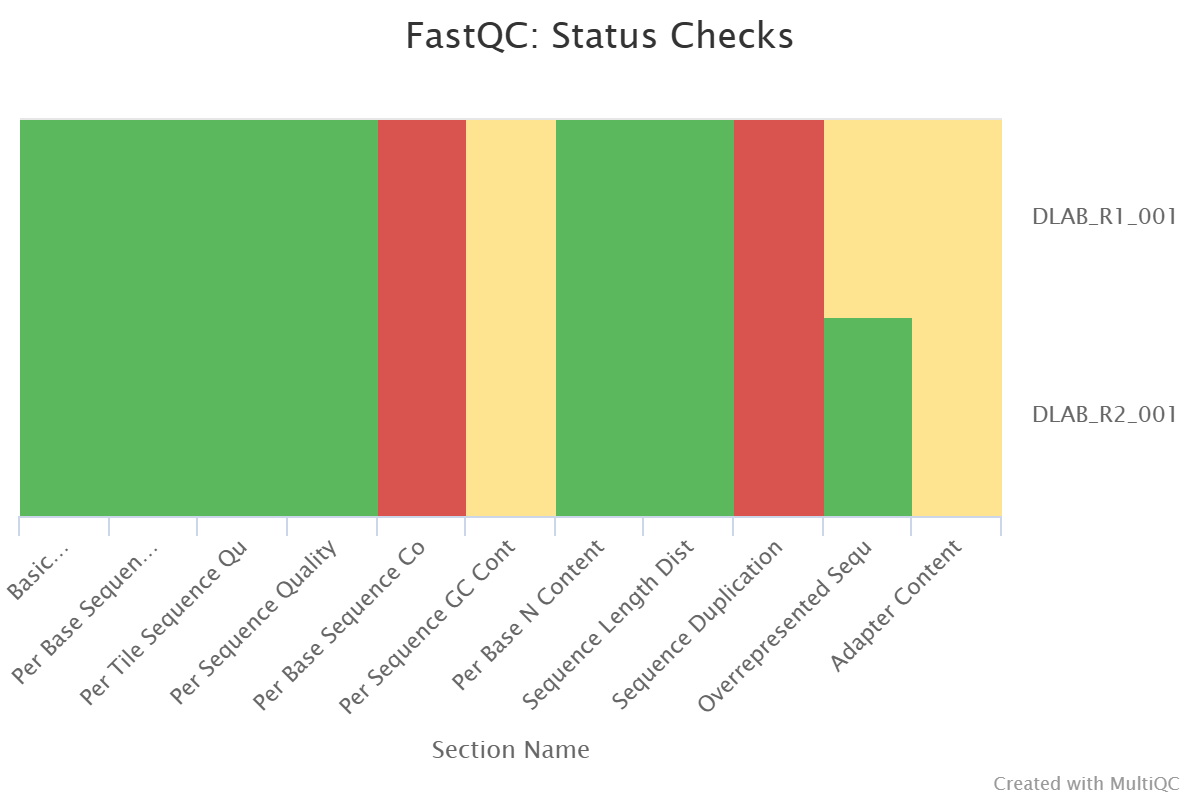 FastQC: Status Checks
DLAB_R1_001
DLAB_R2_001
Basic…
Per Base Sequen…
Per Tile Sequence Qu
Per Sequence Quality
Per Base Sequence Co
Per Sequence GC Cont
Per Base N Content
Sequence Length Dist
Sequence Duplication
Overrepresented Sequ
Adapter Content
Section Name
Created with MultiQC